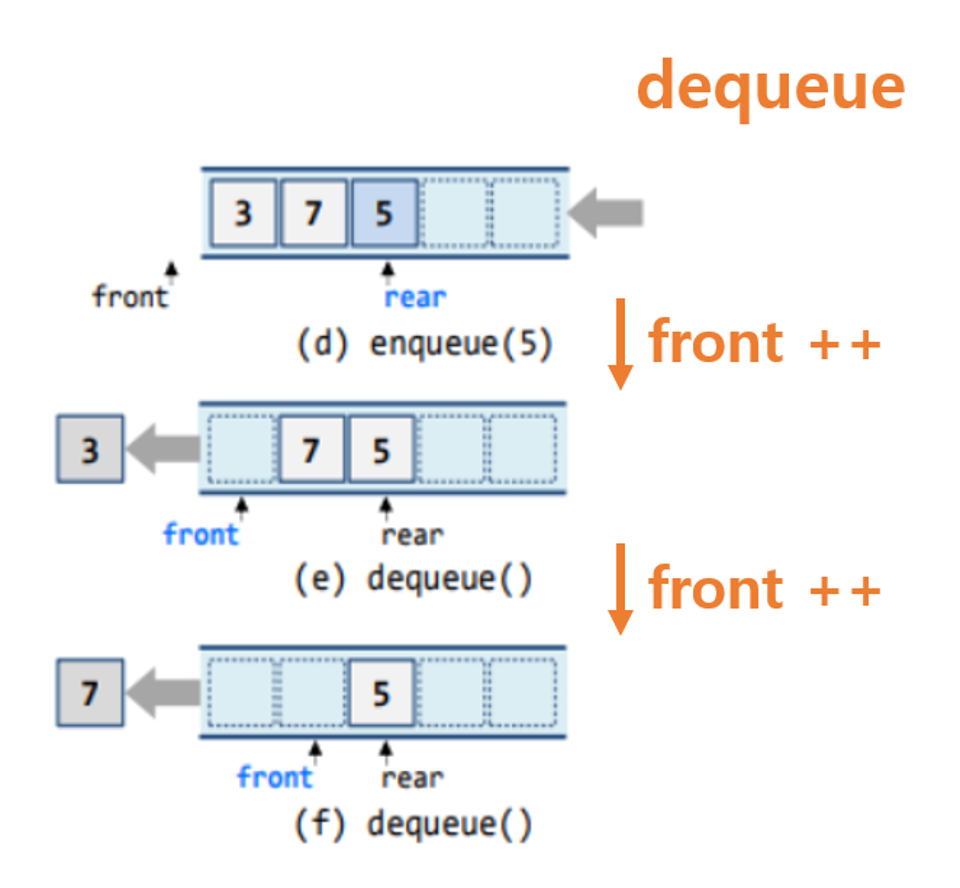 dequeue
3 7 5
front rear
(d) enqueue(5)
front ++
3 7 5
front rear
(e) dequeue()
front ++
7 5
front rear
(f) dequeue()